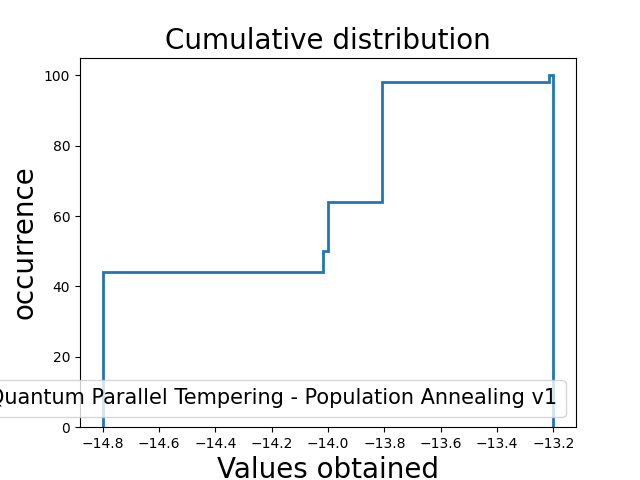 Cumulative distribution
occurrence
100
80
60
40
20
0
Quantum Parallel Tempering - Population Annealing v1
−14.8 −14.6 −14.4 −14.2 −14.0 −13.8 −13.6 −13.4 −13.2
Values obtained